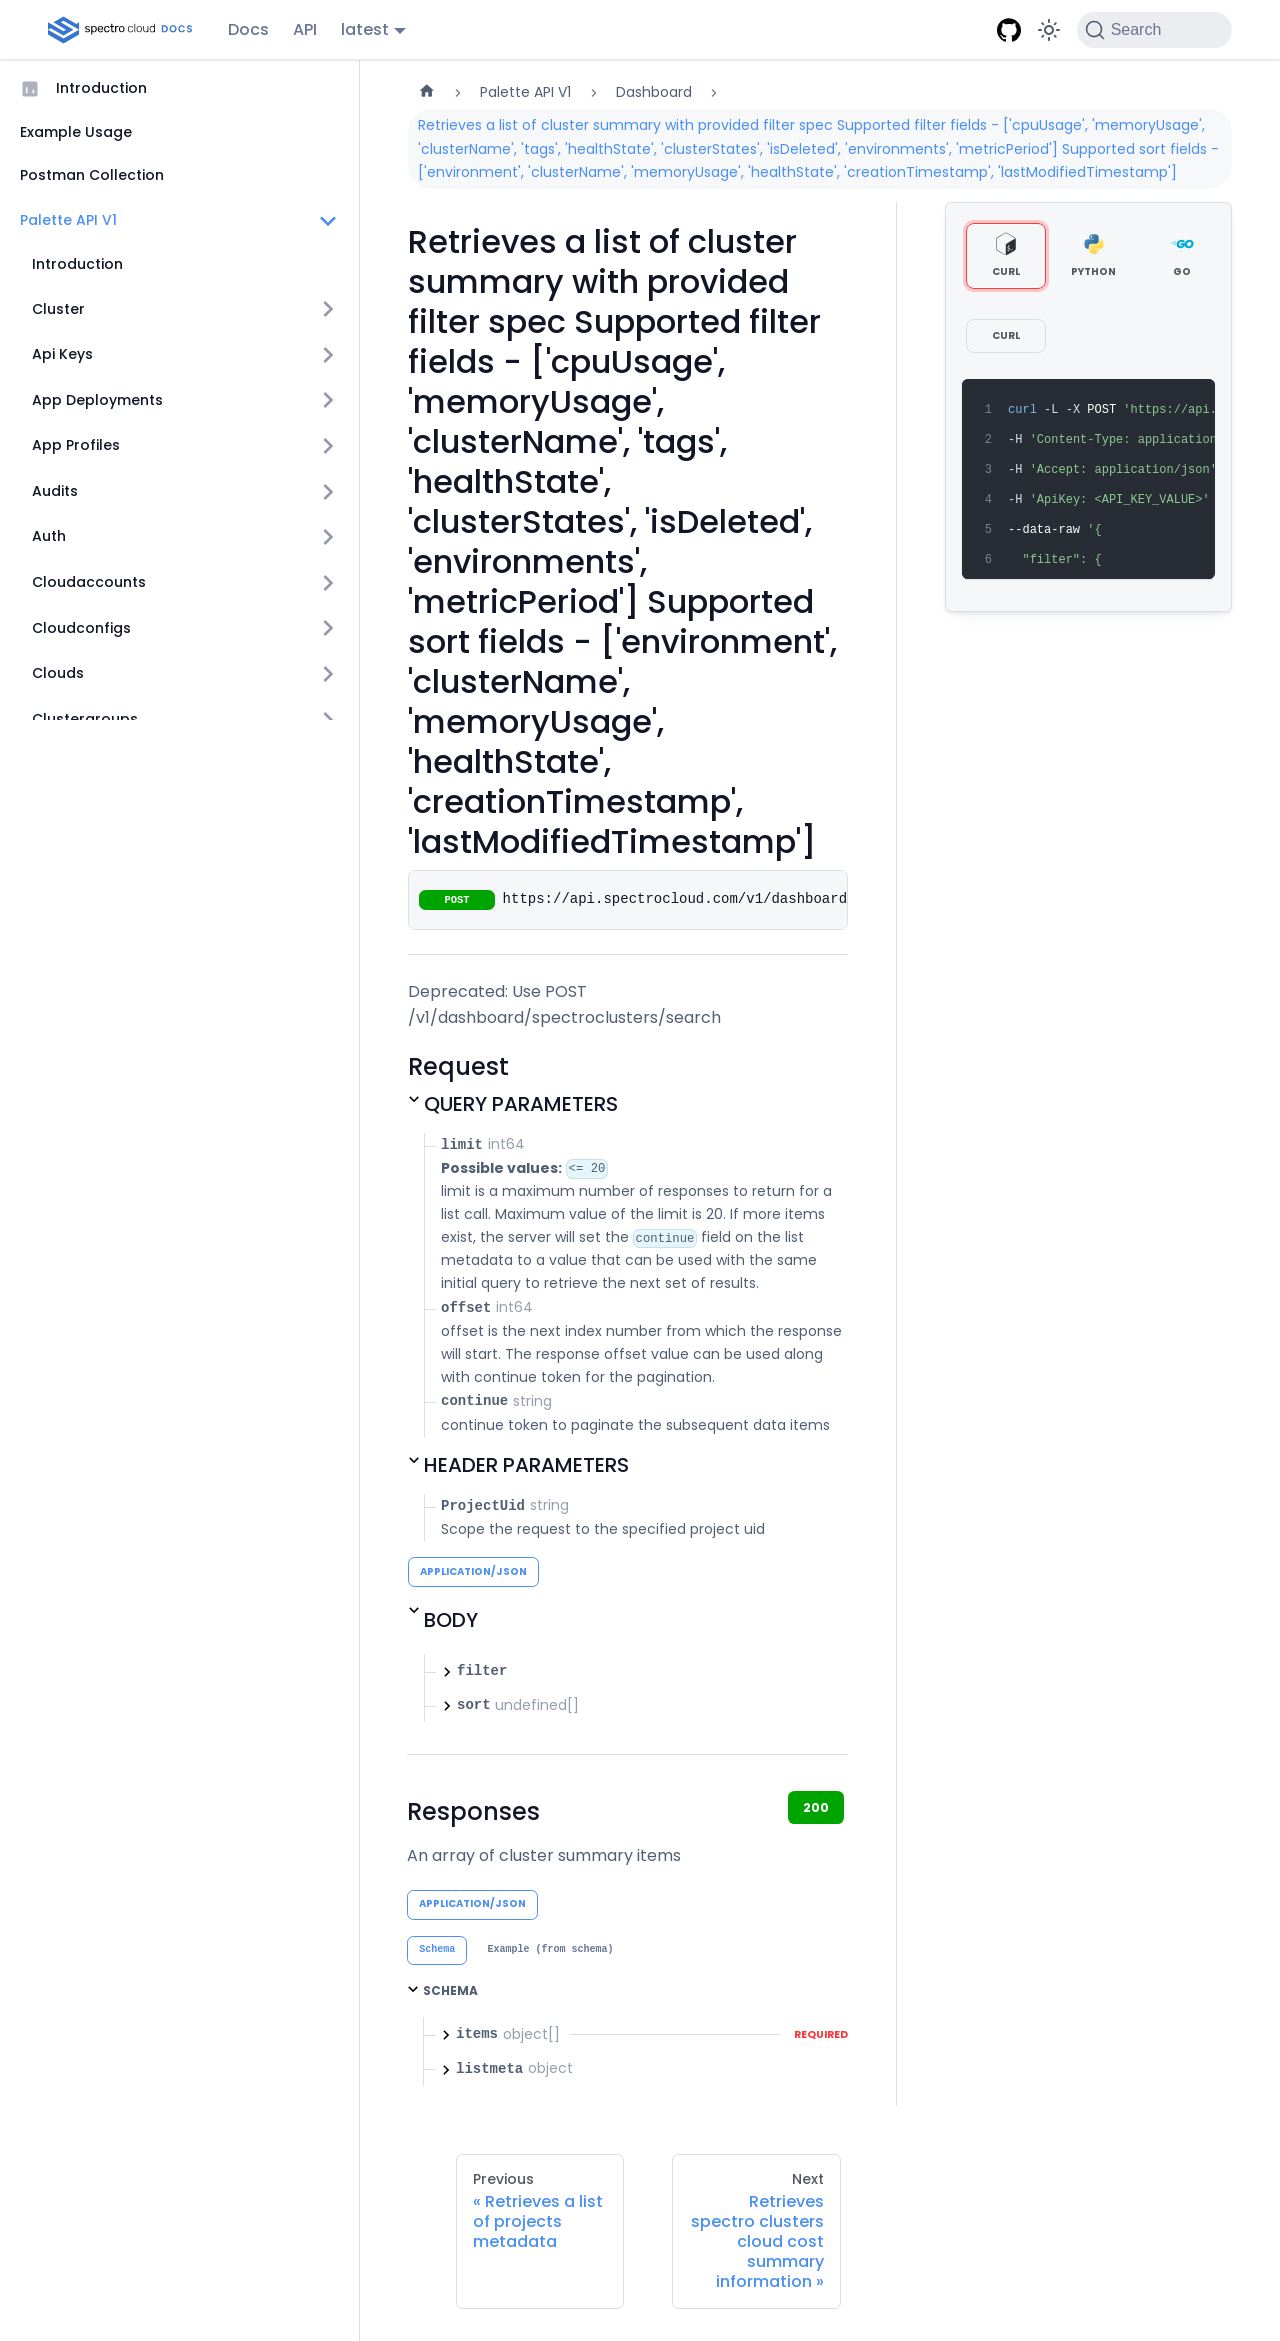 spectro cloud DOCS
Docs
API
latest
Search
Introduction
Example Usage
Postman Collection
Palette API V1
Introduction
Cluster
Api Keys
App Deployments
App Profiles
Audits
Auth
Cloudaccounts
Cloudconfigs
Clouds
Clustergroups
Palette API V1
Dashboard
Retrieves a list of cluster summary with provided filter spec Supported filter fields - ['cpuUsage', 'memoryUsage',
'clusterName', 'tags', 'healthState', 'clusterStates', 'isDeleted', 'environments', 'metricPeriod'] Supported sort fields -
['environment', 'clusterName', 'memoryUsage', 'healthState', 'creationTimestamp', 'lastModifiedTimestamp']
Retrieves a list of cluster
summary with provided
filter spec Supported filter
fields - ['cpuUsage',
'memoryUsage',
'clusterName', 'tags',
'healthState',
'clusterStates', 'isDeleted',
'environments',
'metricPeriod'] Supported
sort fields - ['environment',
'clusterName',
'memoryUsage',
'healthState',
'creationTimestamp',
'lastModifiedTimestamp']
POST https://api.spectrocloud.com/v1/dashboard
Deprecated: Use POST
/v1/dashboard/spectroclusters/search
Request
QUERY PARAMETERS
limit int64
Possible values: <= 20
limit is a maximum number of responses to return for a
list call. Maximum value of the limit is 20. If more items
exist, the server will set the continue field on the list
metadata to a value that can be used with the same
initial query to retrieve the next set of results.
offset int64
offset is the next index number from which the response
will start. The response offset value can be used along
with continue token for the pagination.
continue string
continue token to paginate the subsequent data items
HEADER PARAMETERS
ProjectUid string
Scope the request to the specified project uid
APPLICATION/JSON
BODY
filter
sort undefined[]
Responses
200
An array of cluster summary items
APPLICATION/JSON
Schema
Example (from schema)
SCHEMA
items object[] REQUIRED
listmeta object
Previous
« Retrieves a list
of projects
metadata
Next
Retrieves
spectro clusters
cloud cost
summary
information »
CURL
PYTHON
GO
CURL
1 curl -L -X POST 'https://api.
2 -H 'Content-Type: application
3 -H 'Accept: application/json'
4 -H 'ApiKey: <API_KEY_VALUE>'
5 --data-raw '{
6 "filter": {